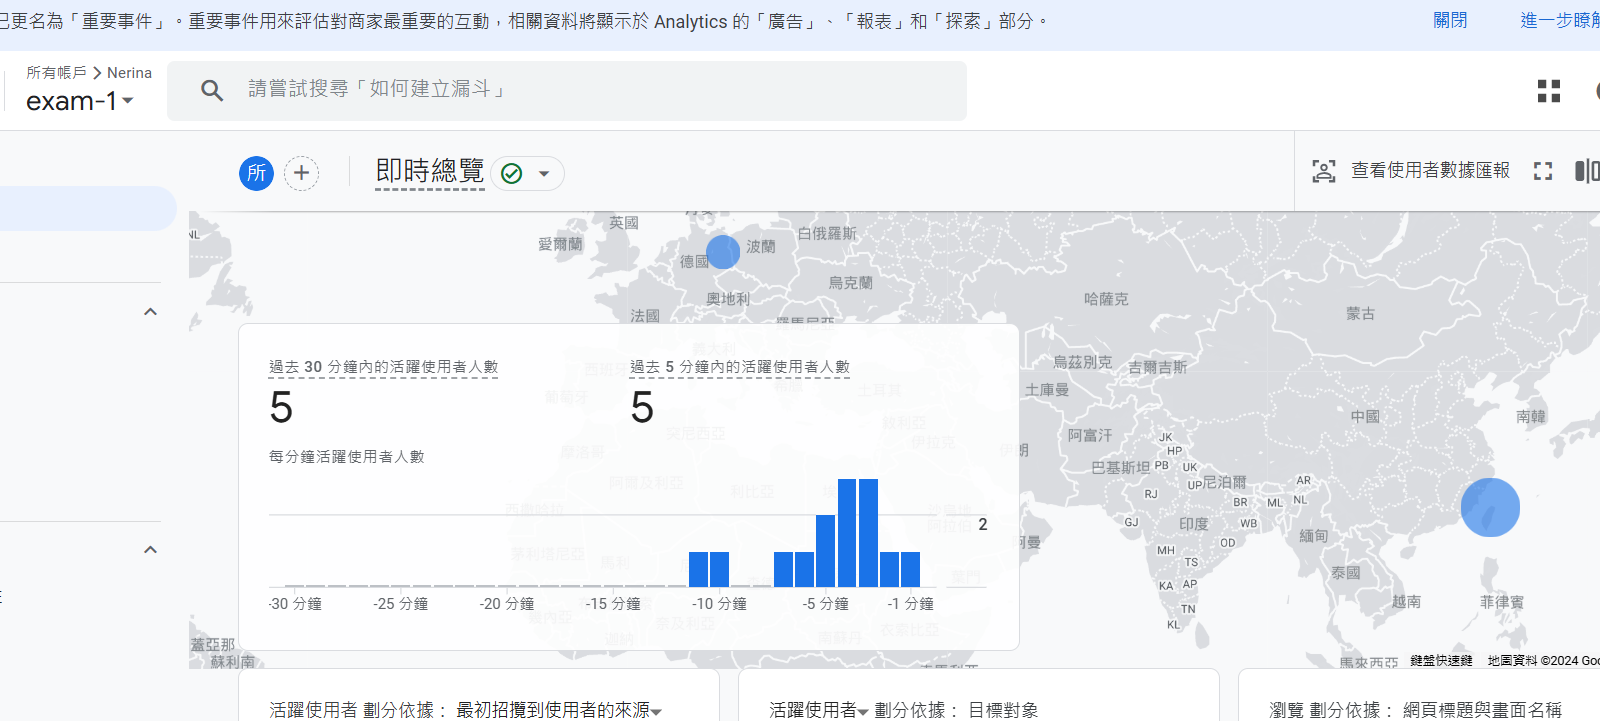 已更名為「重要事件」。重要事件用來評估對商家最重要的互動，相關資料將顯示於 Analytics 的「廣告」、「報表」和「探索」部分。
關閉
進一步瞭解
所有帳戶 > Nerina
exam-1
請嘗試搜尋「如何建立漏斗」
所
即時總覽
查看使用者數據匯報
NL
英國
愛爾蘭
白俄羅斯
波蘭
德國
烏克蘭
奧地利
法國
哈薩克
蒙古
羅馬尼亞
烏茲別克
吉爾吉斯
土庫曼
中國
南韓
阿富汗
伊朗
巴基斯坦
JK
HP
PB
UK
UP
尼泊爾
RJ
BR
ML
AR
NL
GJ
印度
WB
緬甸
OD
阿曼
MH
TS
泰國
KA
AP
越南
菲律賓
TN
KL
蓋亞那
蘇利南
馬來西亞
鍵盤快速鍵
地圖資料 ©2024 Goo
過去 30 分鐘內的活躍使用者人數
5
過去 5 分鐘內的活躍使用者人數
5
每分鐘活躍使用者人數
2
-30 分鐘
-25 分鐘
-20 分鐘
-15 分鐘
-10 分鐘
-5 分鐘
-1 分鐘
活躍使用者 劃分依據： 最初招攬到使用者的來源
活躍使用者 劃分依據： 目標對象
瀏覽 劃分依據： 網頁標題與畫面名稱